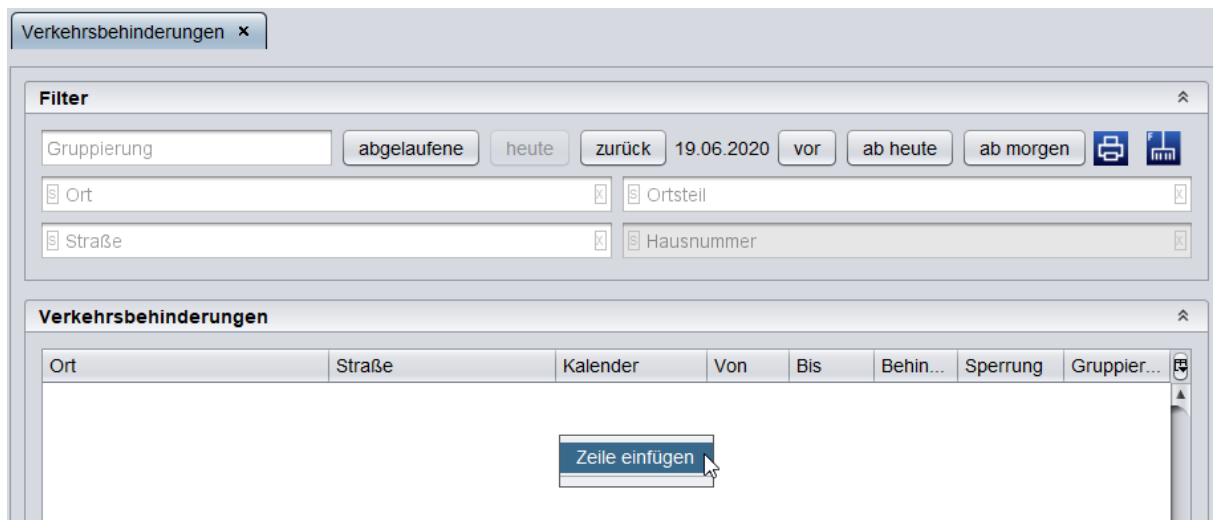 Verkehrsbehinderungen ×
Filter
Gruppierung abgelaufene heute zurück 19.06.2020 vor ab heute ab morgen F
S Ort X S Ortsteil X
S Straße X S Hausnummer X
Verkehrsbehinderungen
Ort Straße Kalender Von Bis Behin... Sperrung Gruppier...
Zeile einfügen